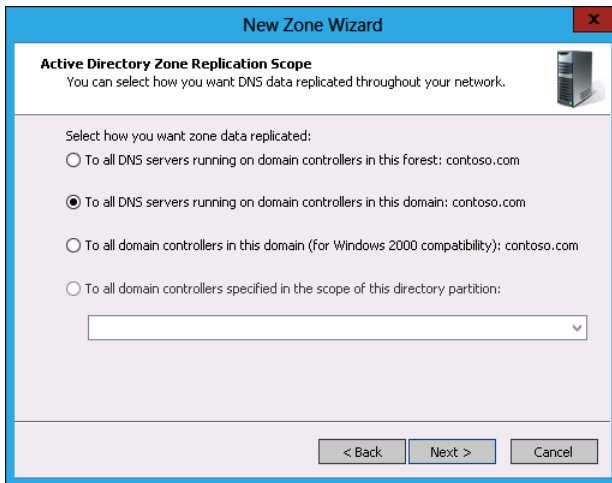 New Zone Wizard
x
Active Directory Zone Replication Scope
You can select how you want DNS data replicated throughout your network.
Select how you want zone data replicated:
To all DNS servers running on domain controllers in this forest: contoso.com
To all DNS servers running on domain controllers in this domain: contoso.com
To all domain controllers in this domain (for Windows 2000 compatibility): contoso.com
To all domain controllers specified in the scope of this directory partition:
< Back Next > Cancel